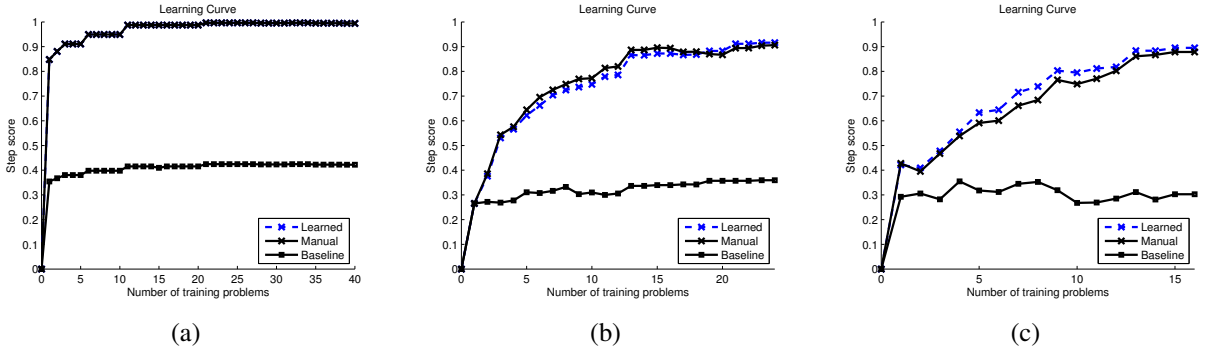 Learning Curve
1
0.9
0.8
0.7
0.6
0.5
0.4
0.3
0.2
0.1
0
Step score
0 5 10 15 20 25 30 35 40
Number of training problems
Learned
Manual
Baseline
(a)
Learning Curve
1
0.9
0.8
0.7
0.6
0.5
0.4
0.3
0.2
0.1
0
Step score
0 5 10 15 20
Number of training problems
Learned
Manual
Baseline
(b)
Learning Curve
1
0.9
0.8
0.7
0.6
0.5
0.4
0.3
0.2
0.1
0
Step score
0 5 10 15
Number of training problems
Learned
Manual
Baseline
(c)